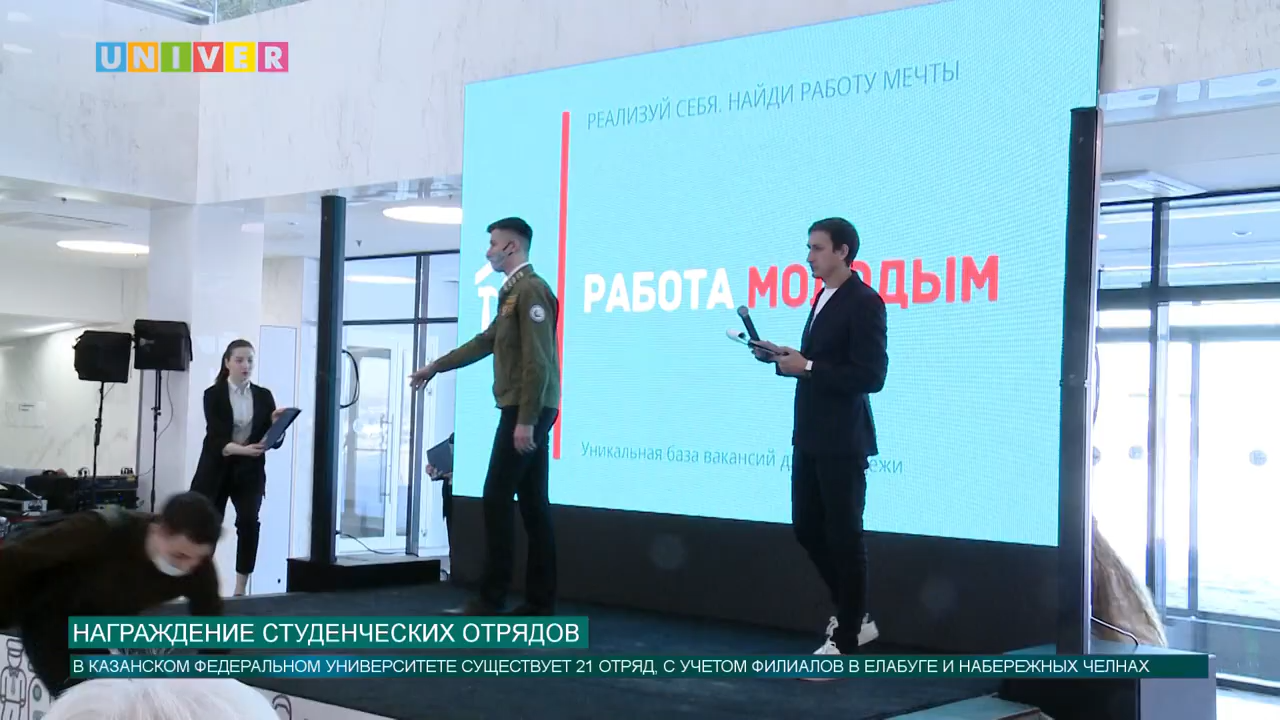 UNIVER
РЕАЛИЗУЙ СЕБЯ. НАЙДИ РАБОТУ МЕЧТЫ
РАБОТА МОЛОДЫМ
Уникальная база вакансий
НАГРАЖДЕНИЕ СТУДЕНЧЕСКИХ ОТРЯДОВ
В КАЗАНСКОМ ФЕДЕРАЛЬНОМ УНИВЕРСИТЕТЕ СУЩЕСТВУЕТ 21 ОТРЯД, С УЧЕТОМ ФИЛИАЛОВ В ЕЛАБУГЕ И НАБЕРЕЖНЫХ ЧЕЛНАХ